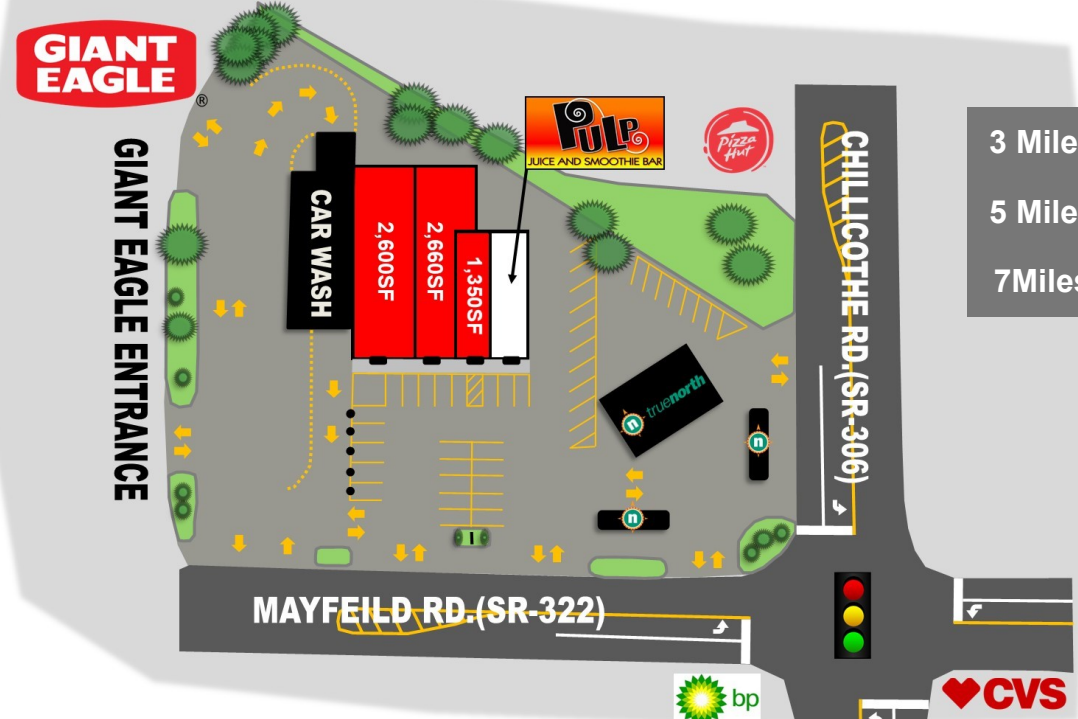 GIANT
EAGLE
®
GIANT EAGLE ENTRANCE
CAR WASH
2,600SF
2,660SF
1,350SF
PULP
JUICE AND SMOOTHIE BAR
Pizza
Hut
CHILLICOTHE RD.(SR-306)
3 Mile
5 Mile
7Miles
n truenorth
n
n
MAYFEILD RD.(SR-322)
bp
CVS